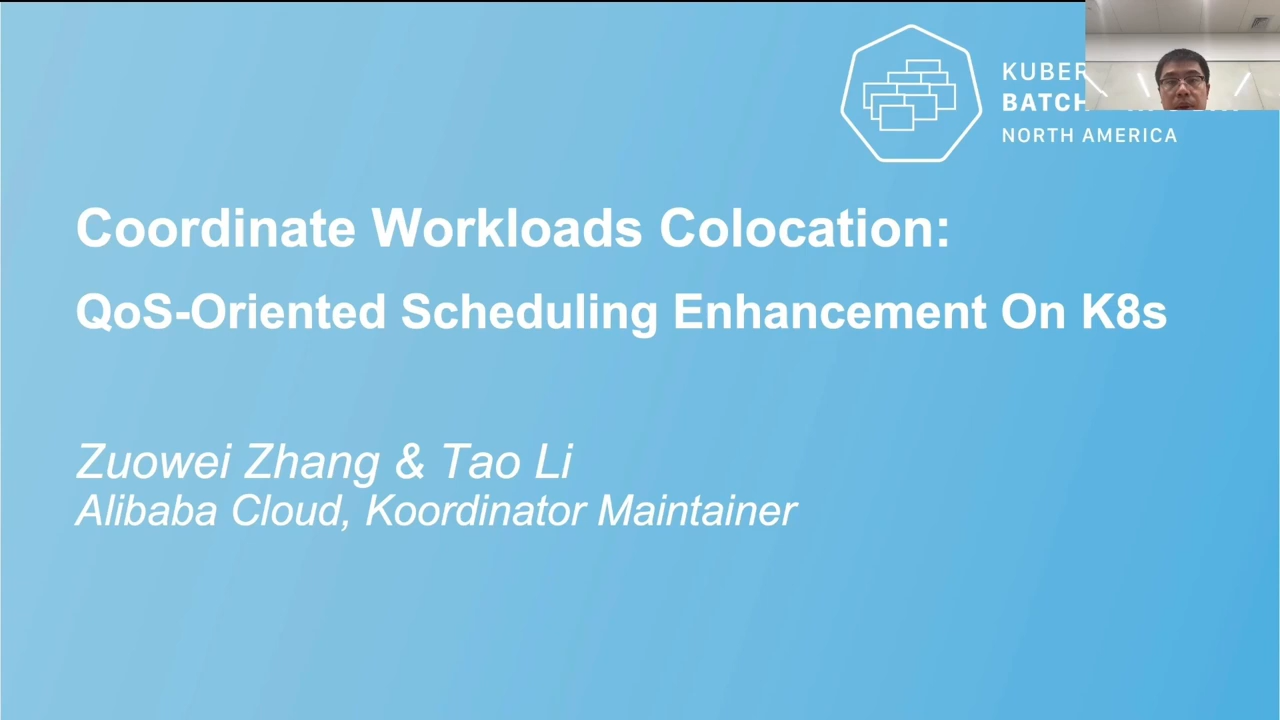 KUBER
BATCH
NORTH AMERICA
Coordinate Workloads Colocation:
QoS-Oriented Scheduling Enhancement On K8s
Zuowei Zhang & Tao Li
Alibaba Cloud, Koordinator Maintainer